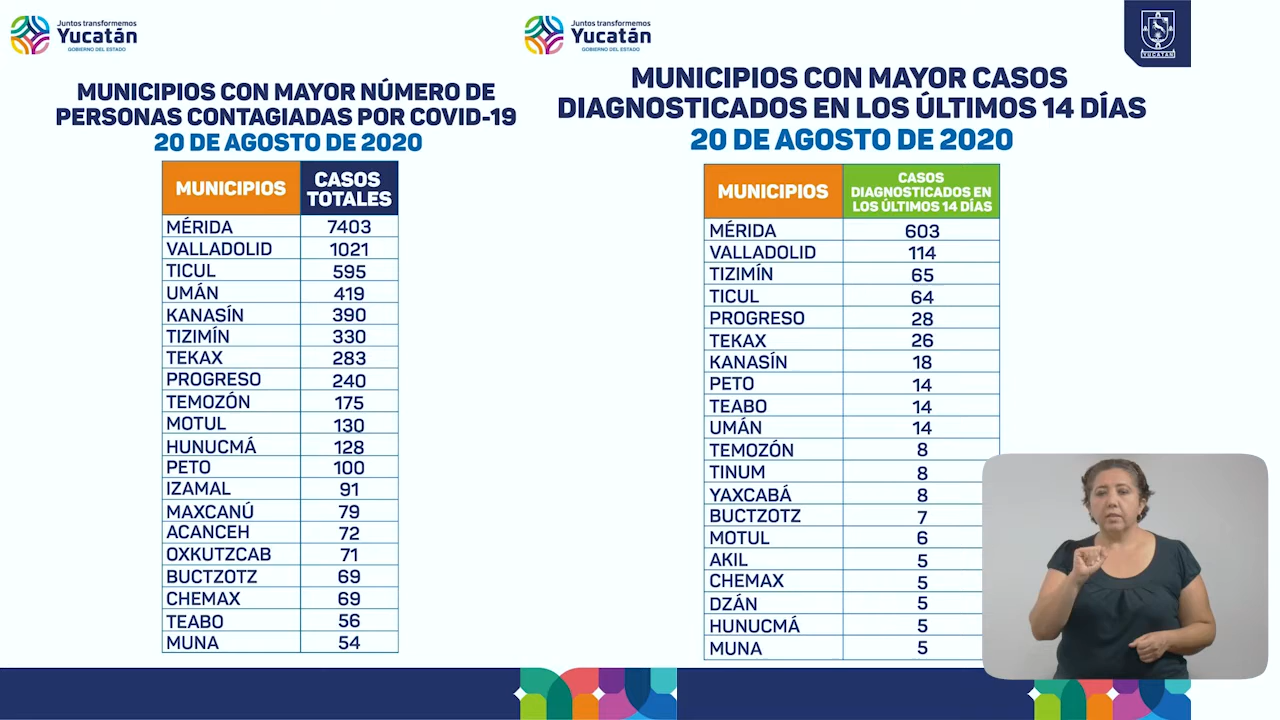 Juntos transformemos
Yucatán
GOBIERNO DEL ESTADO
MUNICIPIOS CON MAYOR NÚMERO DE
PERSONAS CONTAGIADAS POR COVID-19
20 DE AGOSTO DE 2020
MUNICIPIOS CASOS TOTALES
MÉRIDA 7403
VALLADOLID 1021
TICUL 595
UMÁN 419
KANASÍN 390
TIZIMÍN 330
TEKAX 283
PROGRESO 240
TEMOZÓN 175
MOTUL 130
HUNUCMÁ 128
PETO 100
IZAMAL 91
MAXCANÚ 79
ACANCEH 72
OXKUTZCAB 71
BUCTZOTZ 69
CHEMAX 69
TEABO 56
MUNA 54
Juntos transformemos
Yucatán
GOBIERNO DEL ESTADO
YUCATÁN
MUNICIPIOS CON MAYOR CASOS
DIAGNOSTICADOS EN LOS ÚLTIMOS 14 DÍAS
20 DE AGOSTO DE 2020
MUNICIPIOS CASOS DIAGNOSTICADOS EN LOS ÚLTIMOS 14 DÍAS
MÉRIDA 603
VALLADOLID 114
TIZIMÍN 65
TICUL 64
PROGRESO 28
TEKAX 26
KANASÍN 18
PETO 14
TEABO 14
UMÁN 14
TEMOZÓN 8
TINUM 8
YAXCABÁ 8
BUCTZOTZ 7
MOTUL 6
AKIL 5
CHEMAX 5
DZÁN 5
HUNUCMÁ 5
MUNA 5